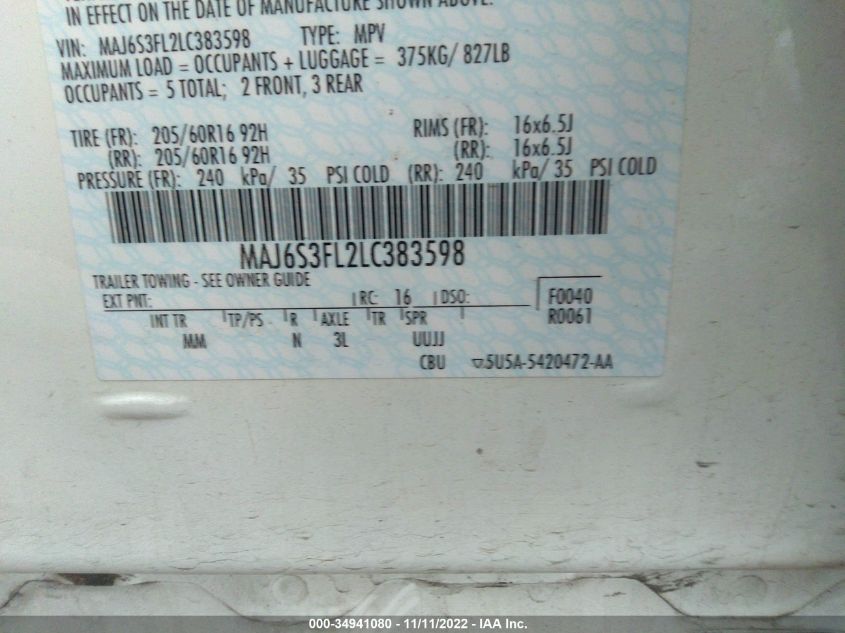 IN EFFECT ON THE DATE OF MANUFACTURE SHOWN ABOVE.
VIN: MAJ6S3FL2LC383598 TYPE: MPV
MAXIMUM LOAD = OCCUPANTS + LUGGAGE = 375KG/ 827LB
OCCUPANTS = 5 TOTAL; 2 FRONT, 3 REAR
TIRE (FR): 205/60R16 92H RIMS (FR): 16x6.5J
(RR): 205/60R16 92H (RR): 16x6.5J
PRESSURE (FR): 240 kPa/ 35 PSI COLD (RR): 240 kPa/ 35 PSI COLD
MAJ6S3FL2LC383598
TRAILER TOWING - SEE OWNER GUIDE
EXT PNT: RC: 16 DSO: F0040
INT TR TP/PS R AXLE TR SPR R0061
MM N 3L UUJJ
CBU 5U5A-5420472-AA
000-34941080 - 11/11/2022 - IAA Inc.